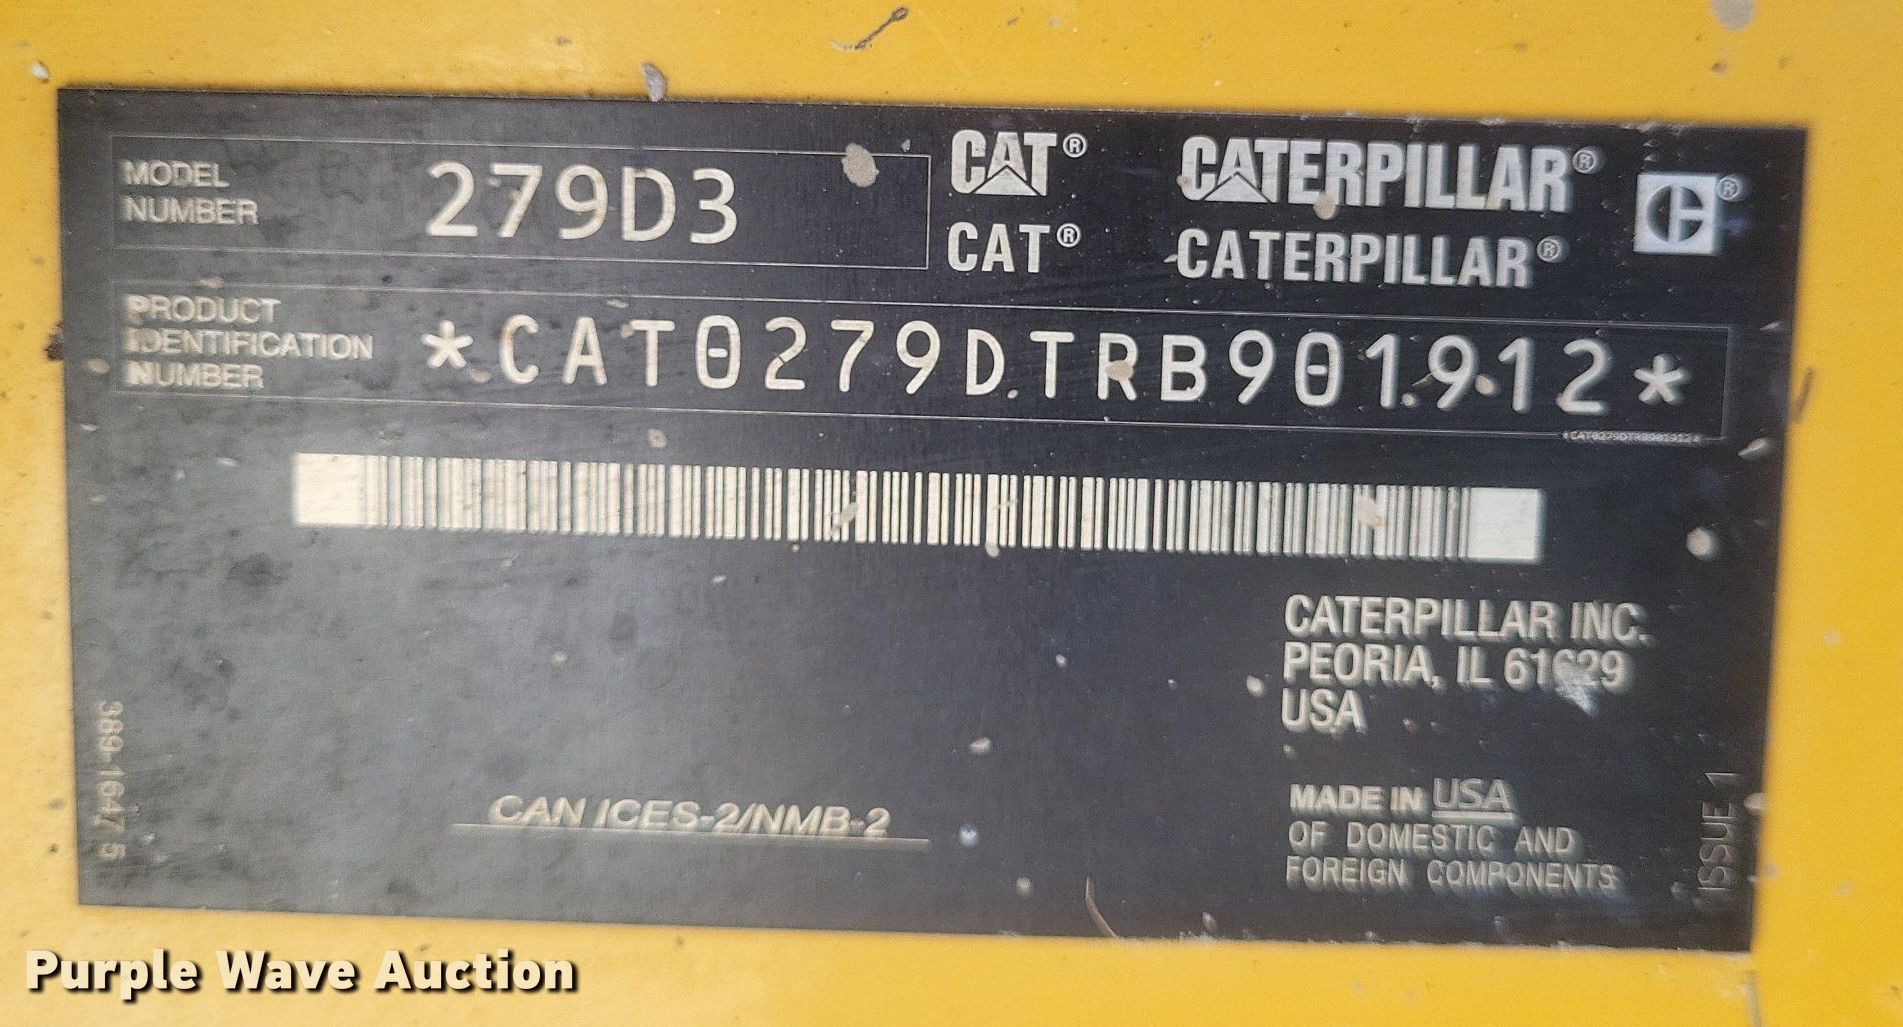 MODEL
NUMBER
279D3
CAT®
CATERPILLAR®
CAT®
CATERPILLAR®
C®
PRODUCT
IDENTIFICATION
NUMBER
*CAT0279DTRB901912*
*CAT0279DTRB901912*
CATERPILLAR INC.
PEORIA, IL 61629
USA
389-1647 5
CAN ICES-2/NMB-2
MADE IN USA
OF DOMESTIC AND
FOREIGN COMPONENTS
ISSUE 1
Purple Wave Auction